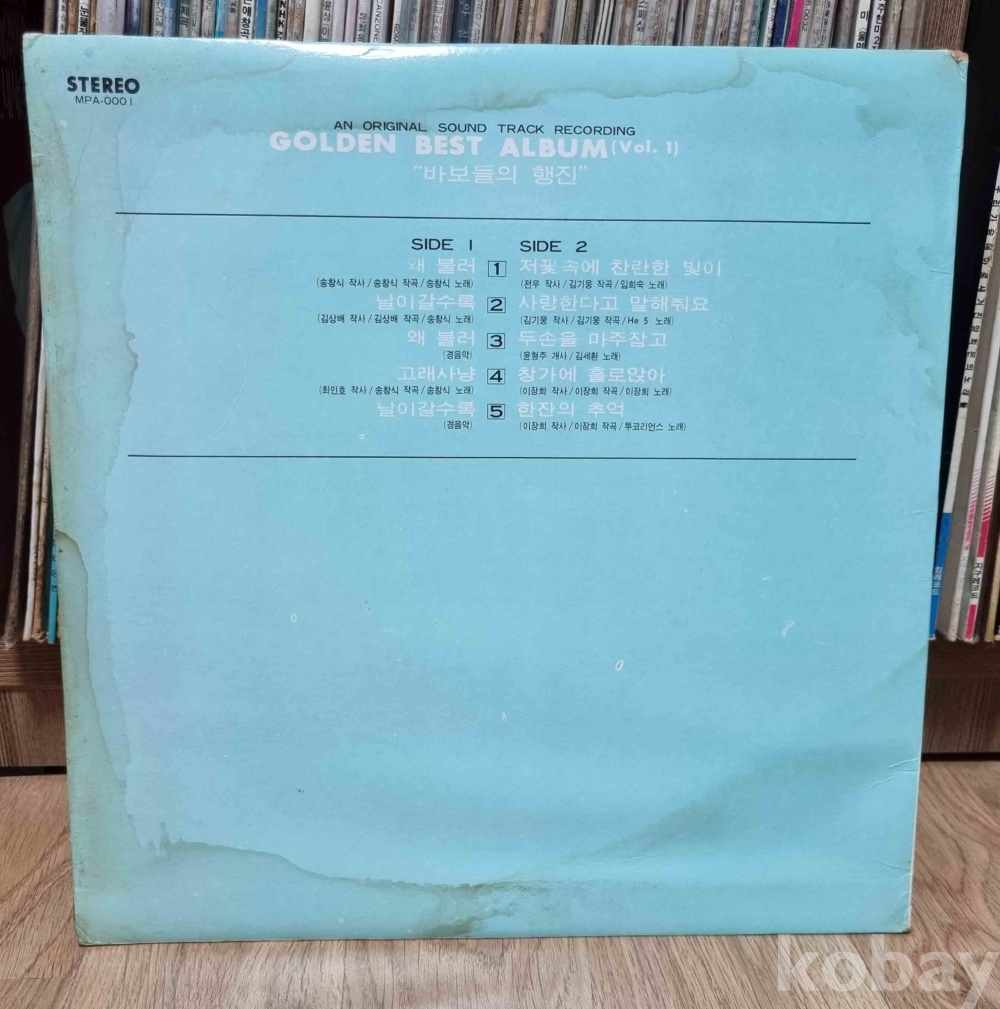 STEREO
MPA-0001
AN ORIGINAL SOUND TRACK RECORDING
GOLDEN BEST ALBUM (Vol. 1)
"바보들의 행진"
SIDE 1
왜 불러 1
(송창식 작사/송창식 작곡/송창식 노래)
날이갈수록 2
(김상배 작사/김상배 작곡/송창식 노래)
왜 불러 3
(경음악)
고래사냥 4
(최인호 작사/송창식 작곡/송창식 노래)
날이갈수록 5
(경음악)
SIDE 2
저꽃속에 찬란한 빛이
(전우 작사/김기웅 작곡/임희숙 노래)
사랑한다고 말해줘요
(김기웅 작사/김기웅 작곡/He 5 노래)
두손을 마주잡고
(윤형주 개사/김세환 노래)
창가에 홀로앉아
(이장희 작사/이장희 작곡/이장희 노래)
한잔의 추억
(이장희 작사/이장희 작곡/투코리언스 노래)
kobay